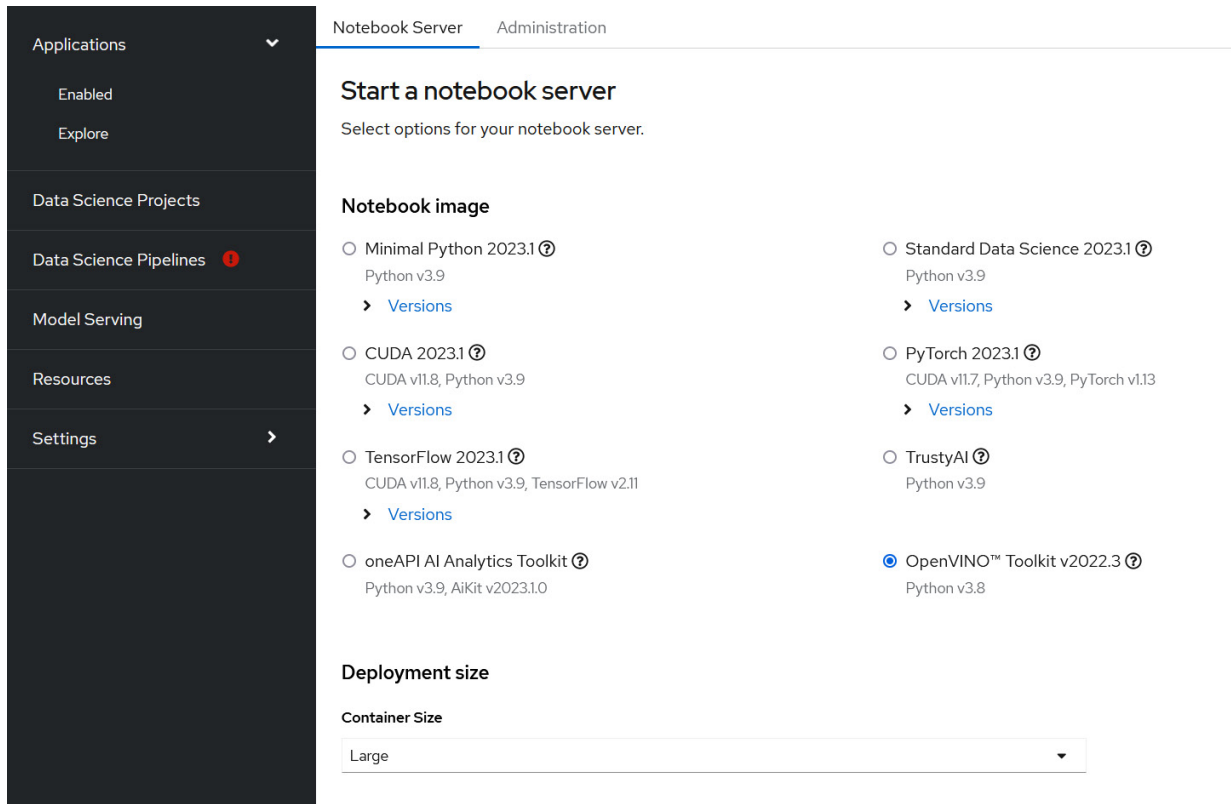 Applications
Enabled
Explore
Data Science Projects
Data Science Pipelines
Model Serving
Resources
Settings
Notebook Server Administration
Start a notebook server
Select options for your notebook server.
Notebook image
Minimal Python 2023.1
Python v3.9
Versions
Standard Data Science 2023.1
Python v3.9
Versions
CUDA 2023.1
CUDA v11.8, Python v3.9
Versions
PyTorch 2023.1
CUDA v11.7, Python v3.9, PyTorch v1.13
Versions
TensorFlow 2023.1
CUDA v11.8, Python v3.9, TensorFlow v2.11
Versions
TrustyAI
Python v3.9
oneAPI AI Analytics Toolkit
Python v3.9, AiKit v2023.1.0
OpenVINO™ Toolkit v2022.3
Python v3.8
Deployment size
Container Size
Large